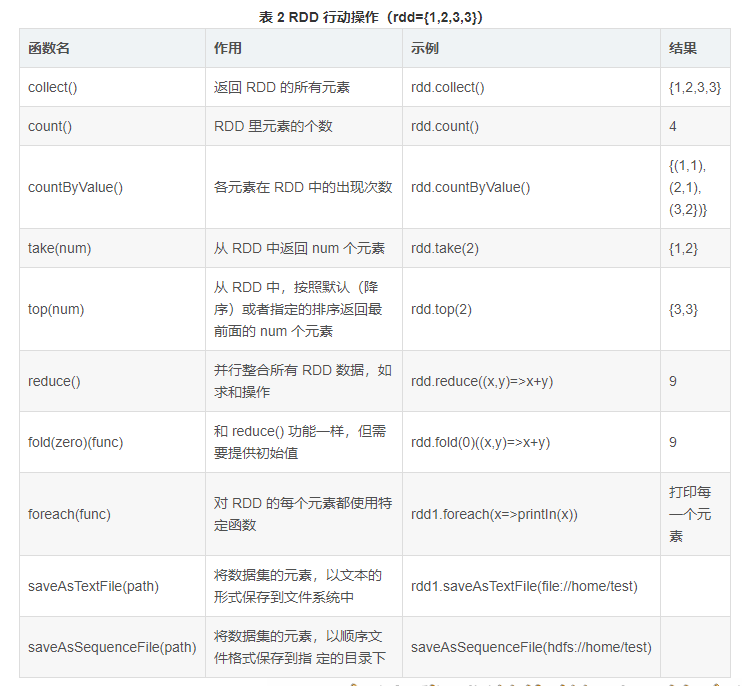 表 2 RDD 行动操作（rdd={1,2,3,3}）
函数名 作用 示例 结果
collect() 返回 RDD 的所有元素 rdd.collect() {1,2,3,3}
count() RDD 里元素的个数 rdd.count() 4
countByValue() 各元素在 RDD 中的出现次数 rdd.countByValue() {(1,1),
(2,1),
(3,2})}
take(num) 从 RDD 中返回 num 个元素 rdd.take(2) {1,2}
top(num) 从 RDD 中，按照默认（降
序）或者指定的排序返回最
前面的 num 个元素 rdd.top(2) {3,3}
reduce() 并行整合所有 RDD 数据，如
求和操作 rdd.reduce((x,y)=>x+y) 9
fold(zero)(func) 和 reduce() 功能一样，但需
要提供初始值 rdd.fold(0)((x,y)=>x+y) 9
foreach(func) 对 RDD 的每个元素都使用特
定函数 rdd1.foreach(x=>printIn(x)) 打印每
一个元
素
saveAsTextFile(path) 将数据集的元素，以文本的
形式保存到文件系统中 rdd1.saveAsTextFile(file://home/test)
saveAsSequenceFile(path) 将数据集的元素，以顺序文
件格式保存到指 定的目录下 saveAsSequenceFile(hdfs://home/test)